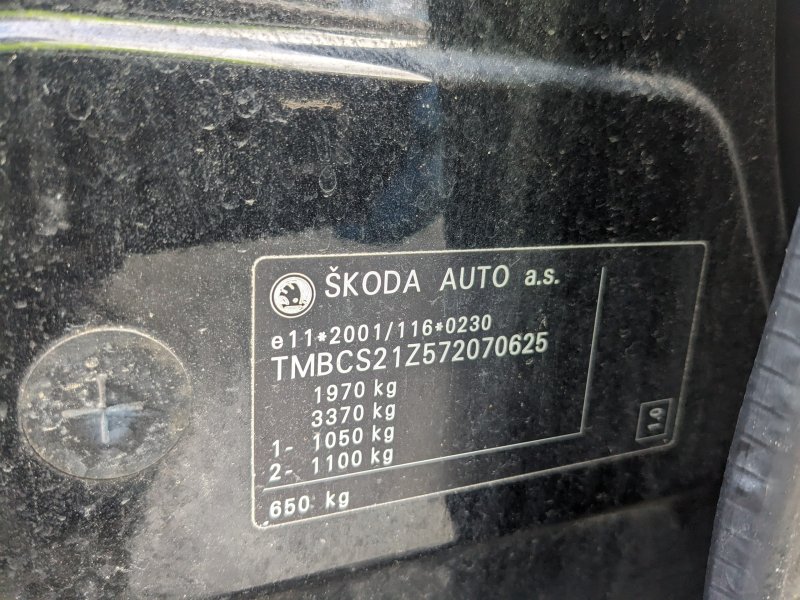 ŠKODA AUTO a.s.
e11*2001/116*0230
TMBCS21Z572070625
1970 kg
3370 kg
1- 1050 kg
2- 1100 kg
650 kg
1.0